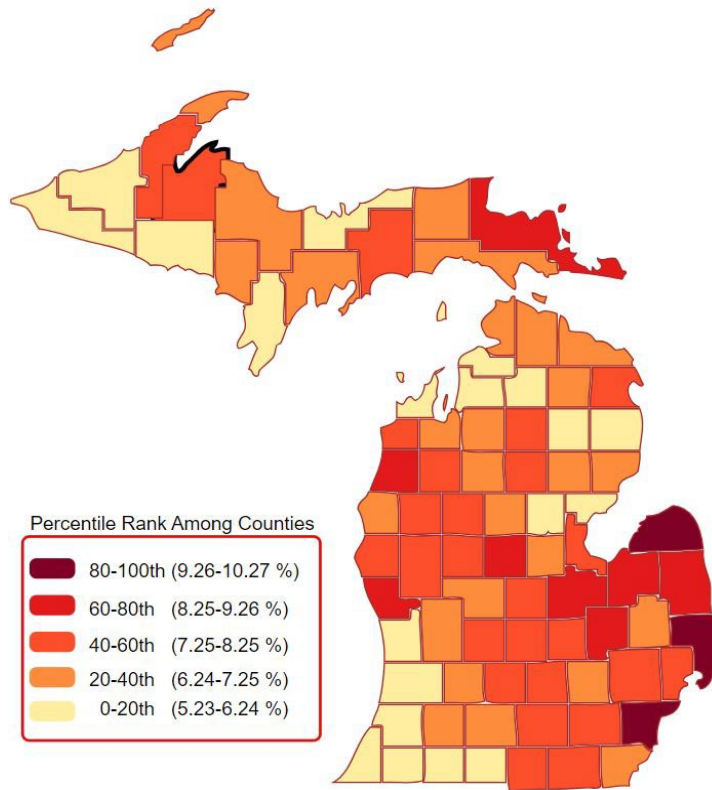 Percentile Rank Among Counties
80-100th (9.26-10.27 %)
60-80th (8.25-9.26 %)
40-60th (7.25-8.25 %)
20-40th (6.24-7.25 %)
0-20th (5.23-6.24 %)